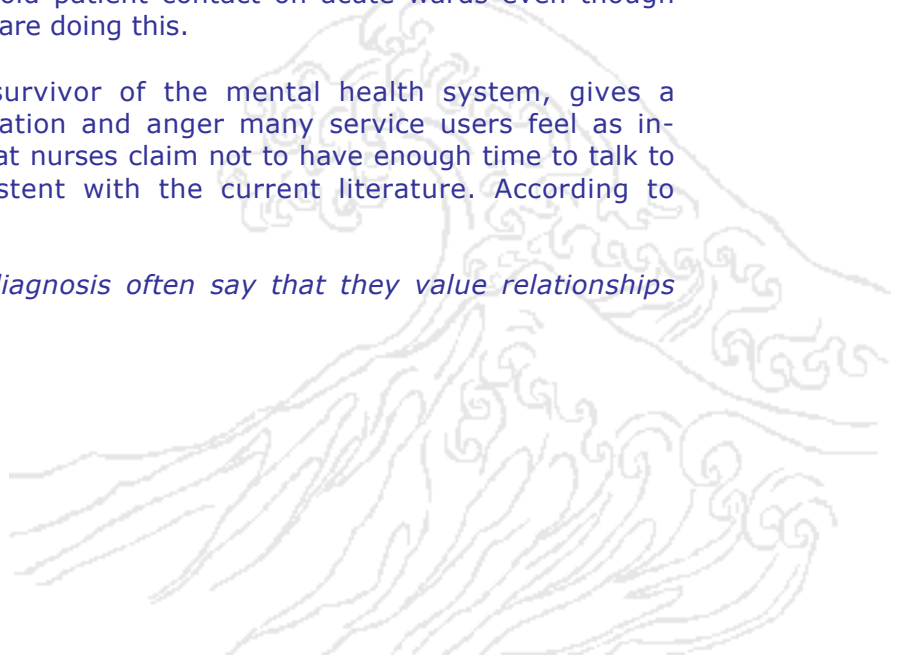 patient contact on acute wards even though
are doing this.
survivor of the mental health system, gives a
ation and anger many service users feel as in-
at nurses claim not to have enough time to talk to
stent with the current literature. According to
diagnosis often say that they value relationships